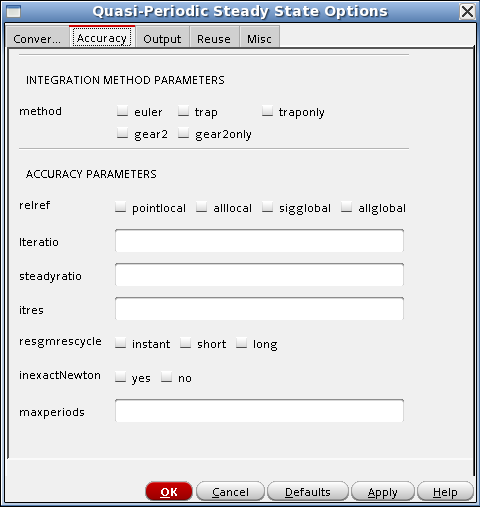 Quasi-Periodic Steady State Options
Conver... Accuracy Output Reuse Misc
INTEGRATION METHOD PARAMETERS
method euler trap traponly
gear2 gear2only
ACCURACY PARAMETERS
relref pointlocal alllocal sigglobal allglobal
lteratio
steadyratio
itres
resgmrescycle instant short long
inexactNewton yes no
maxperiods
OK Cancel Defaults Apply Help